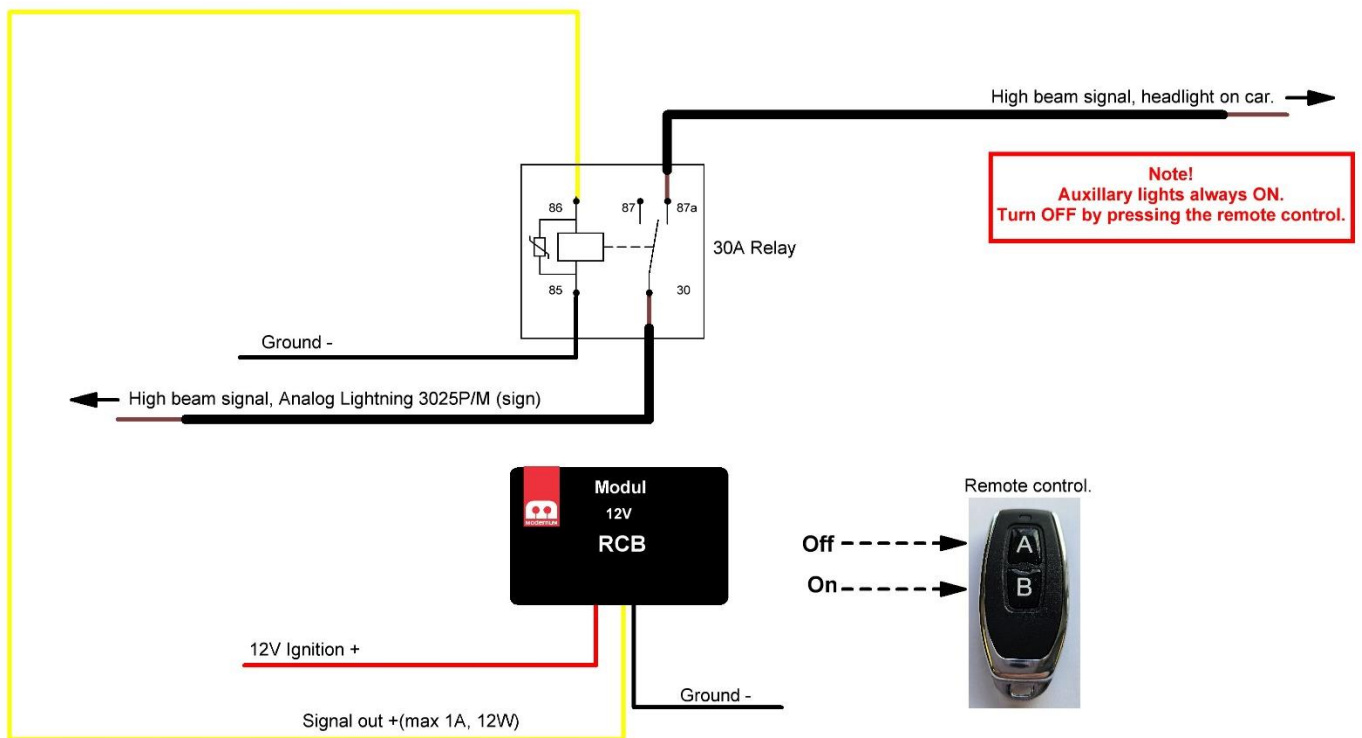 High beam signal, headlight on car.
Note!
Auxillary lights always ON.
Turn OFF by pressing the remote control.
86
87
87a
30A Relay
85
30
Ground -
High beam signal, Analog Lightning 3025P/M (sign)
Modul
12V
RCB
MODERNUM
Remote control.
Off
A
On
B
12V Ignition +
Ground -
Signal out +(max 1A, 12W)